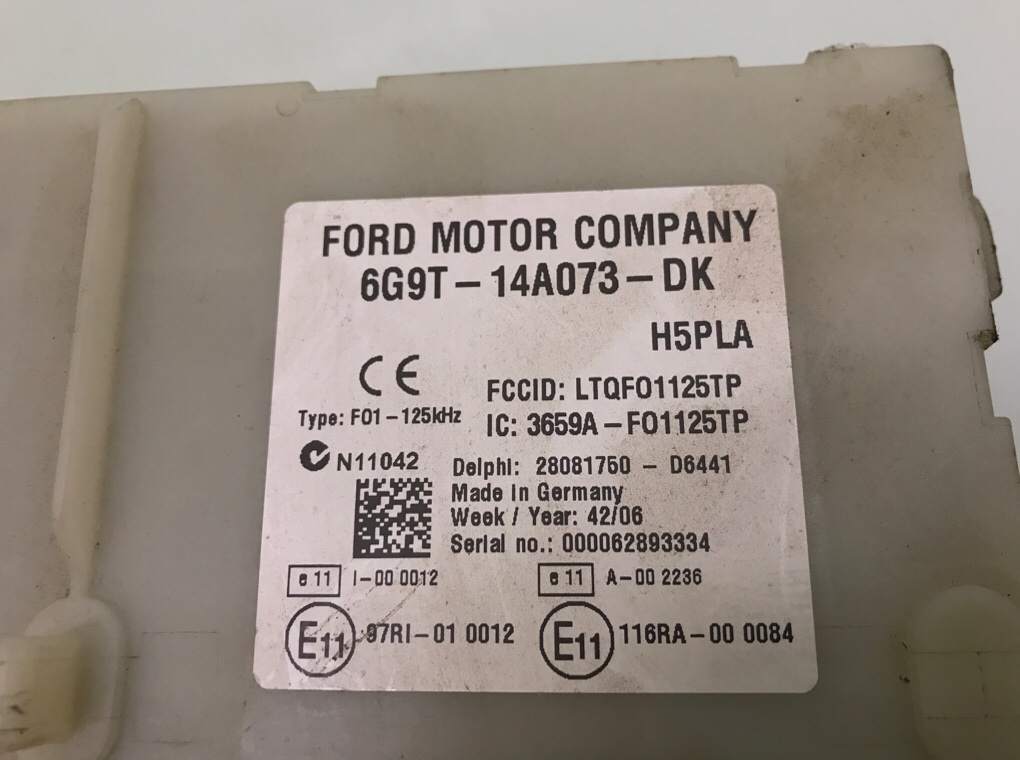 FORD MOTOR COMPANY
6G9T-14A073-DK
H5PLA
CE
FCCID: LTQFO1125TP
Type: FO1-125kHz
IC: 3659A-FO1125TP
N11042
Delphi: 28081750 - D6441
Made in Germany
Week / Year: 42/06
Serial no.: 000062893334
e 11 I-00 0012
e 11 A-00 2236
E11 97RI-01 0012
E11 116RA-00 0084